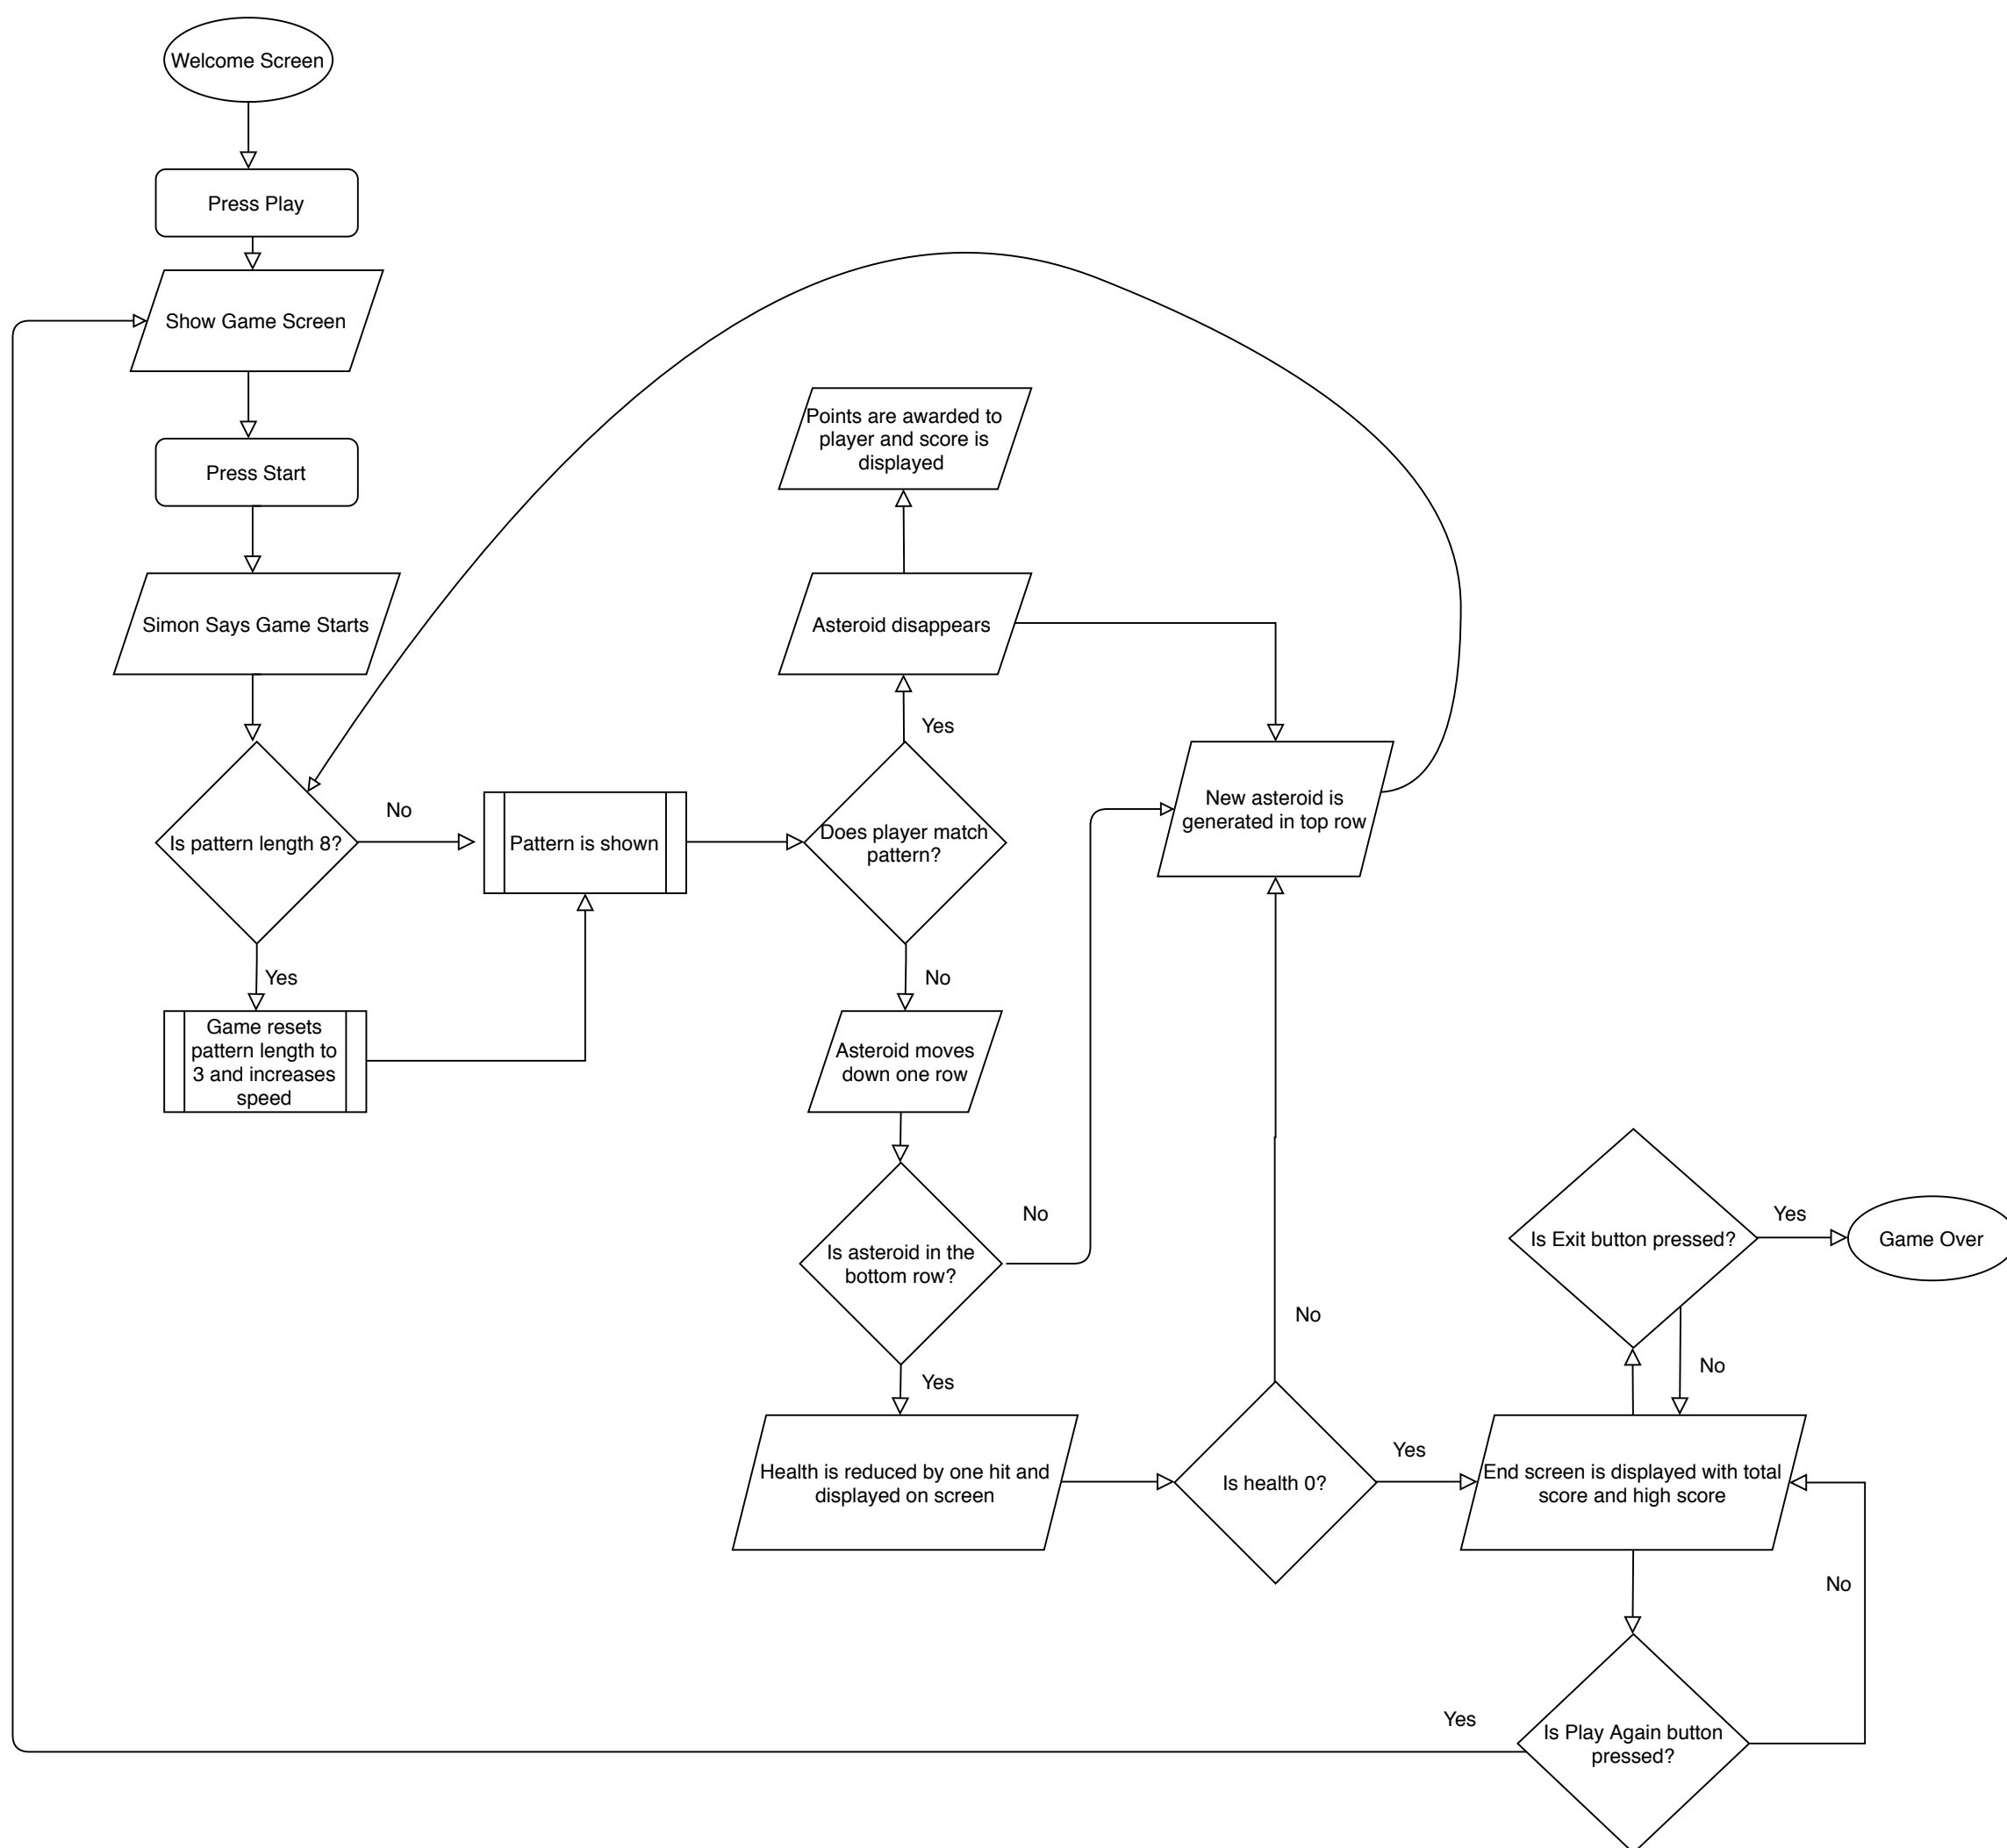 Welcome Screen
Press Play
Show Game Screen
Press Start
Simon Says Game Starts
Is pattern length 8?
No
Yes
Game resets
pattern length to
3 and increases
speed
Pattern is shown
Points are awarded to
player and score is
displayed
Asteroid disappears
Yes
Does player match
pattern?
No
Asteroid moves
down one row
Is asteroid in the
bottom row?
No
Yes
Health is reduced by one hit and
displayed on screen
New asteroid is
generated in top row
No
Is health 0?
Yes
Is Exit button pressed?
Yes
Game Over
No
End screen is displayed with total
score and high score
No
Is Play Again button
pressed?
Yes